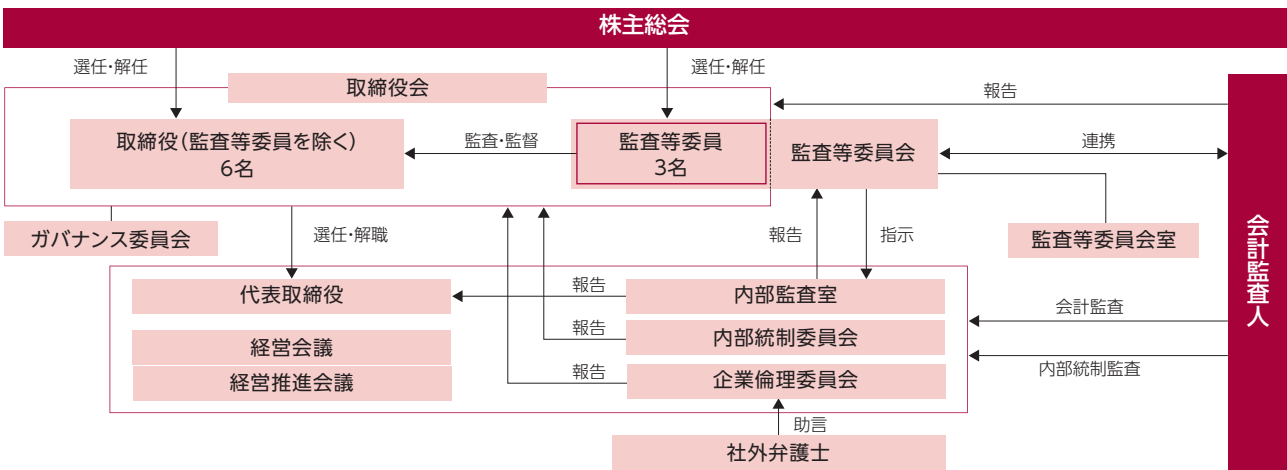 株主総会
選任・解任
選任・解任
取締役会
報告
取締役(監査等委員を除く)
6名
監査・監督
監査等委員
3名
監査等委員会
連携
ガバナンス委員会
選任・解職
報告
指示
監査等委員会室
会計監査人
代表取締役
報告
内部監査室
会計監査
経営会議
報告
内部統制委員会
経営推進会議
報告
企業倫理委員会
内部統制監査
助言
社外弁護士